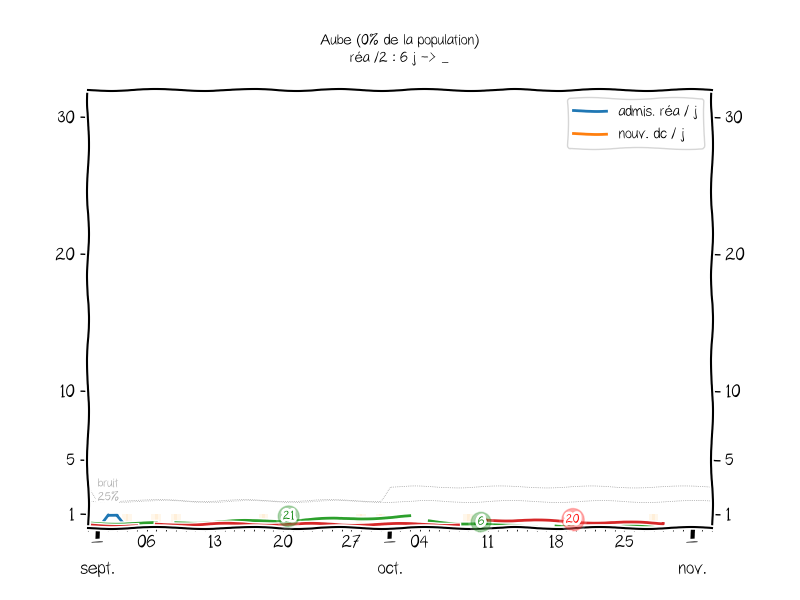 Aube (0% de la population)
réa /2 : 6 j -> _
admis. réa / j
nouv. dc / j
30
30
20
20
10
10
5
5
bruit
25%
1
1
21
6
20
06
13
20
27
04
11
18
25
sept.
oct.
nov.